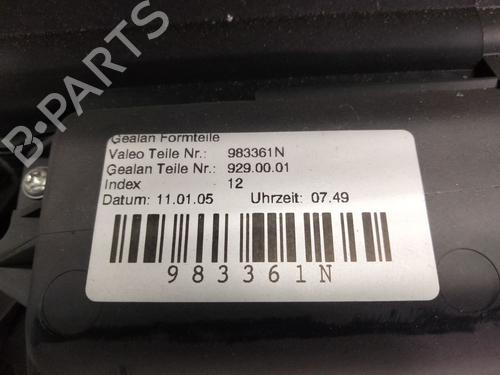 B-PARTS
Gealan Formteile
Valeo Teile Nr.: 983361N
Gealan Teile Nr.: 929.00.01
Index 12
Datum: 11.01.05 Uhrzeit: 07.49
983361N